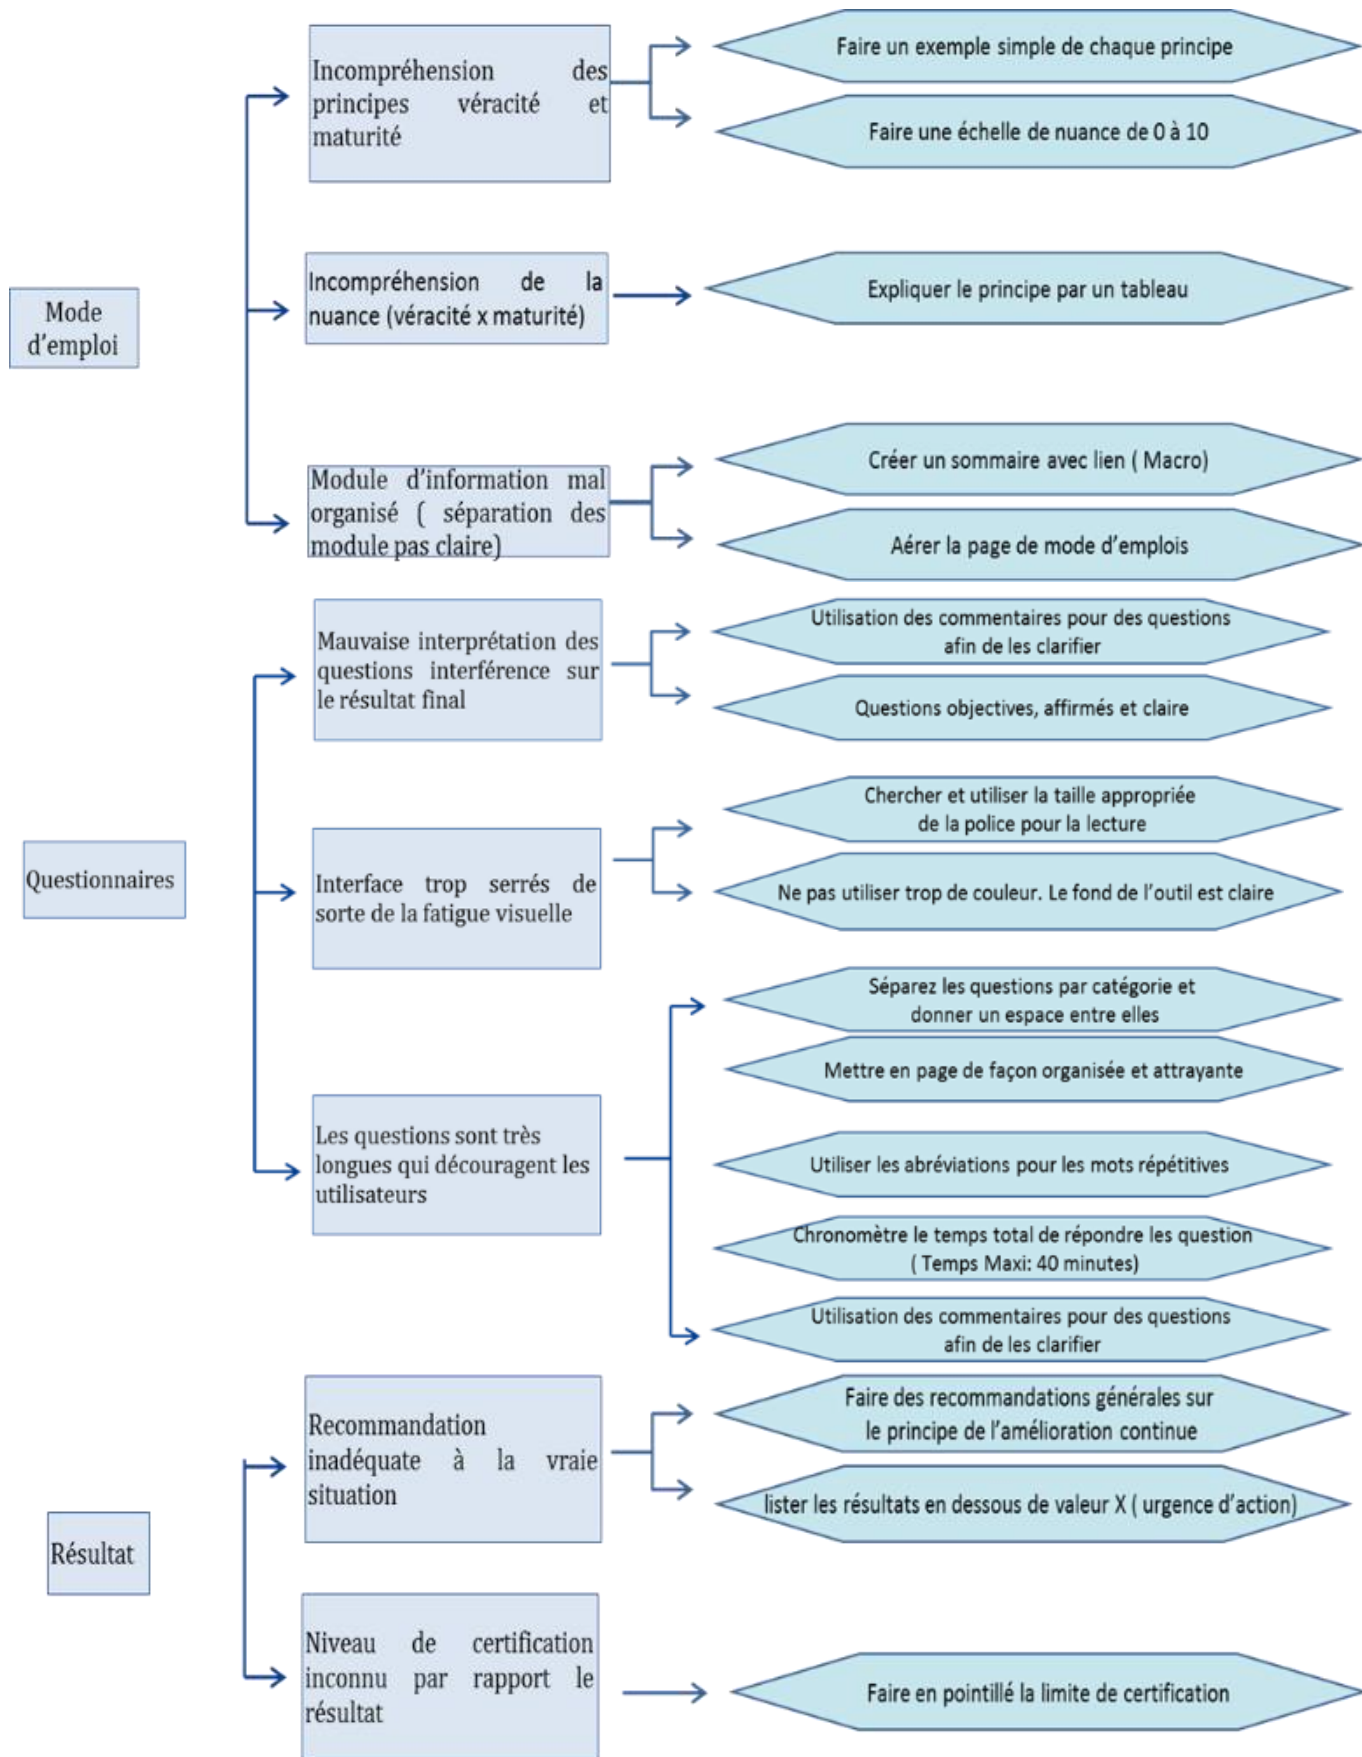 Mode
d'emploi
Incompréhension des
principes véracité et
maturité
Faire un exemple simple de chaque principe
Faire une échelle de nuance de 0 à 10
Incompréhension de la
nuance (véracité x maturité)
Expliquer le principe par un tableau
Module d'information mal
organisé ( séparation des
module pas claire)
Créer un sommaire avec lien ( Macro)
Aérer la page de mode d'emplois
Questionnaires
Mauvaise interprétation des
questions interférence sur
le résultat final
Utilisation des commentaires pour des questions
afin de les clarifier
Questions objectives, affirmés et claire
Interface trop serrés de
sorte de la fatigue visuelle
Chercher et utiliser la taille appropriée
de la police pour la lecture
Ne pas utiliser trop de couleur. Le fond de l'outil est claire
Les questions sont très
longues qui découragent les
utilisateurs
Séparez les questions par catégorie et
donner un espace entre elles
Mettre en page de façon organisée et attrayante
Utiliser les abréviations pour les mots répétitives
Chronomètre le temps total de répondre les question
( Temps Maxi: 40 minutes)
Utilisation des commentaires pour des questions
afin de les clarifier
Résultat
Recommandation
inadéquate à la vraie
situation
Faire des recommandations générales sur
le principe de l'amélioration continue
lister les résultats en dessous de valeur X ( urgence d'action)
Niveau de certification
inconnu par rapport le
résultat
Faire en pointillé la limite de certification